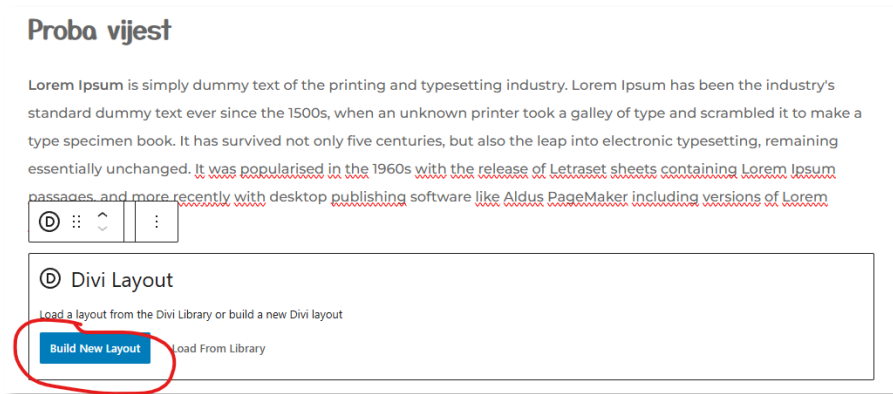 Proba vijest
Lorem Ipsum is simply dummy text of the printing and typesetting industry. Lorem Ipsum has been the industry's
standard dummy text ever since the 1500s, when an unknown printer took a galley of type and scrambled it to make a
type specimen book. It has survived not only five centuries, but also the leap into electronic typesetting, remaining
essentially unchanged. It was popularised in the 1960s with the release of Letraset sheets containing Lorem Ipsum
passages, and more recently with desktop publishing software like Aldus PageMaker including versions of Lorem
D
D Divi Layout
Load a layout from the Divi Library or build a new Divi layout
Build New Layout Load From Library